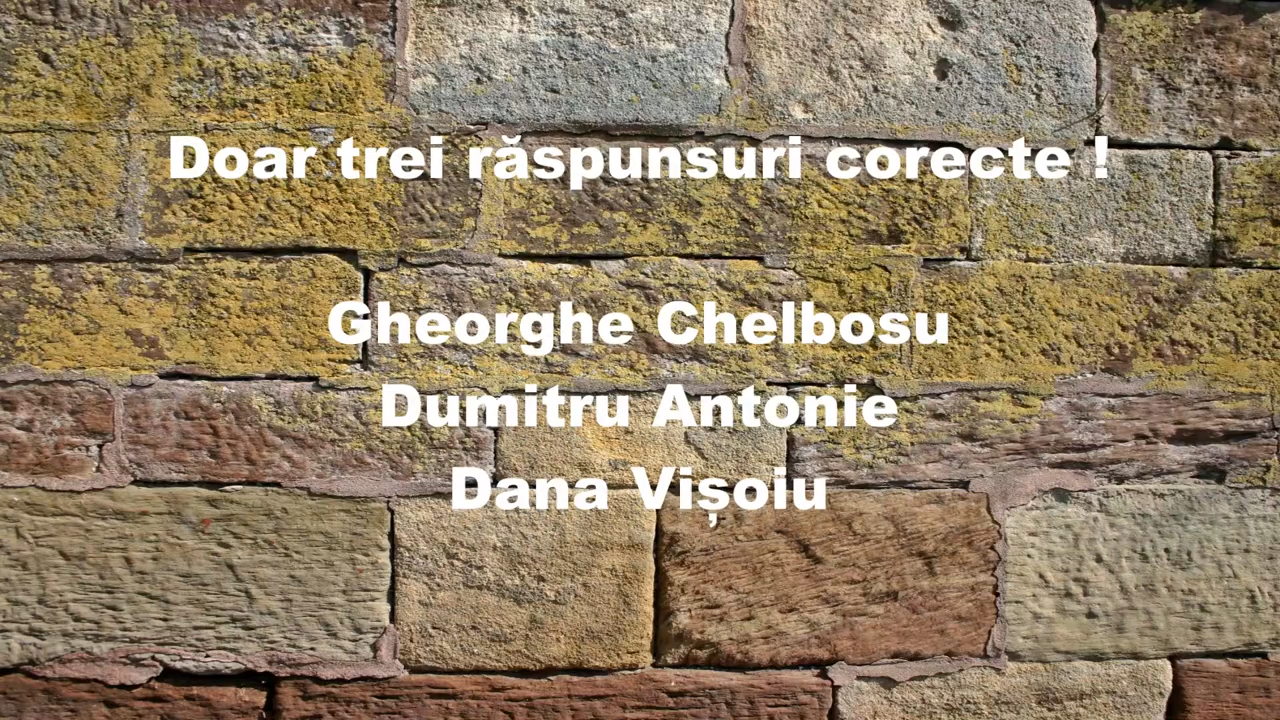 Doar trei răspunsuri corecte !
Gheorghe Chelbosu
Dumitru Antonie
Dana Vișoiu